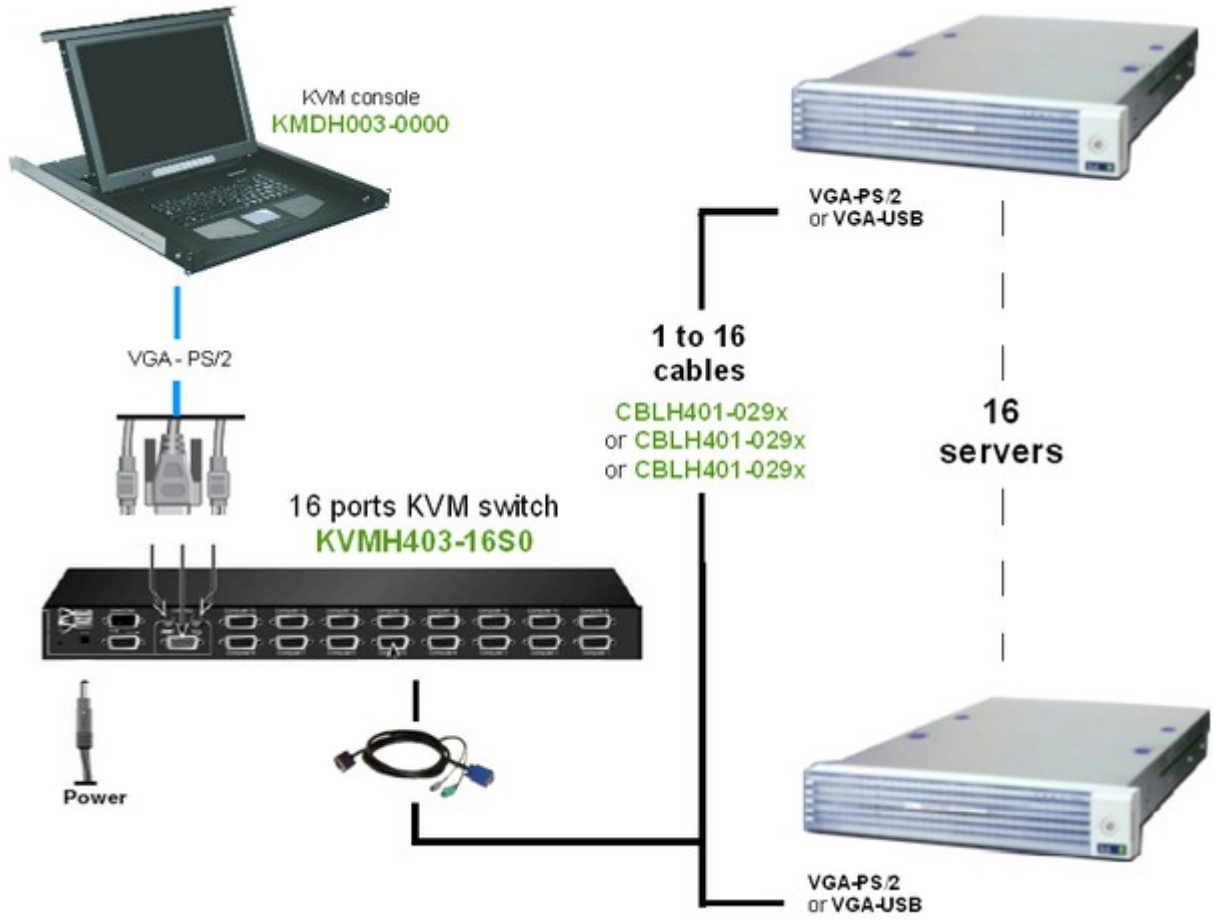 KVM console
KMDH003-0000
VGA-PS/2
or VGA-USB
1 to 16
cables
VGA - PS/2
CBLH401-029x
or CBLH401-029x
or CBLH401-029x
16
servers
16 ports KVM switch
KVMH403-16S0
Power
VGA-PS/2
or VGA-USB